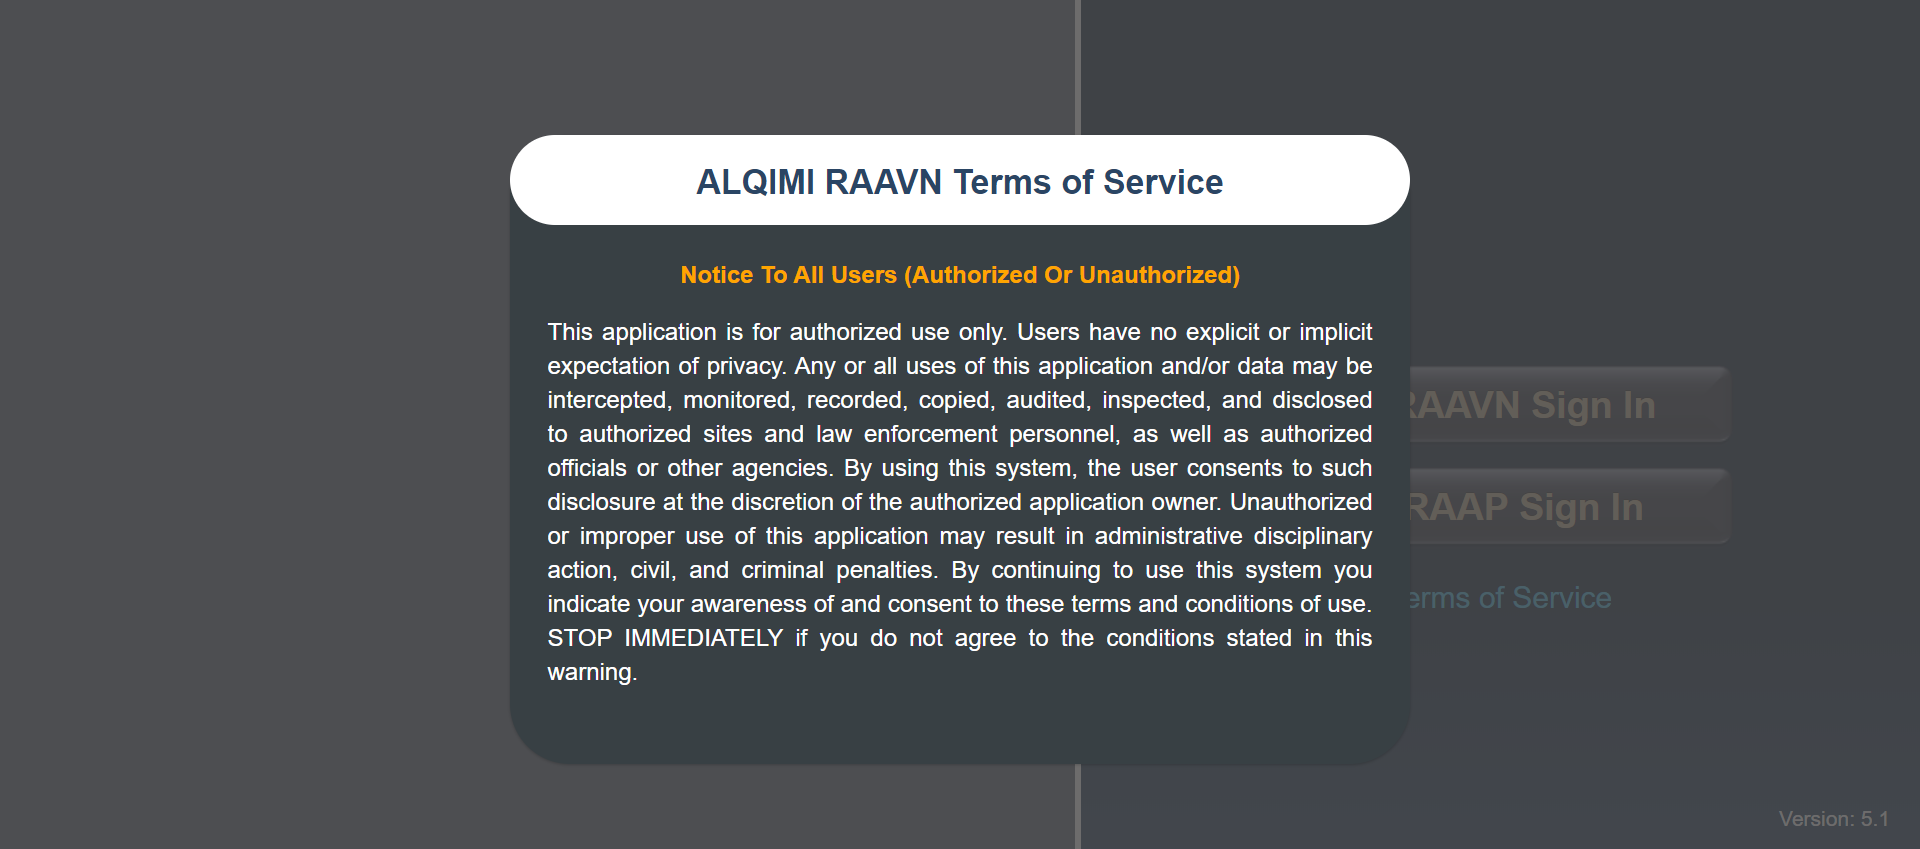 ALQIMI RAAVN Terms of Service
Notice To All Users (Authorized Or Unauthorized)
This application is for authorized use only. Users have no explicit or implicit
expectation of privacy. Any or all uses of this application and/or data may be
intercepted, monitored, recorded, copied, audited, inspected, and disclosed
to authorized sites and law enforcement personnel, as well as authorized
officials or other agencies. By using this system, the user consents to such
disclosure at the discretion of the authorized application owner. Unauthorized
or improper use of this application may result in administrative disciplinary
action, civil, and criminal penalties. By continuing to use this system you
indicate your awareness of and consent to these terms and conditions of use.
STOP IMMEDIATELY if you do not agree to the conditions stated in this
warning.
RAAVN Sign In
RAAP Sign In
erms of Service
Version: 5.1